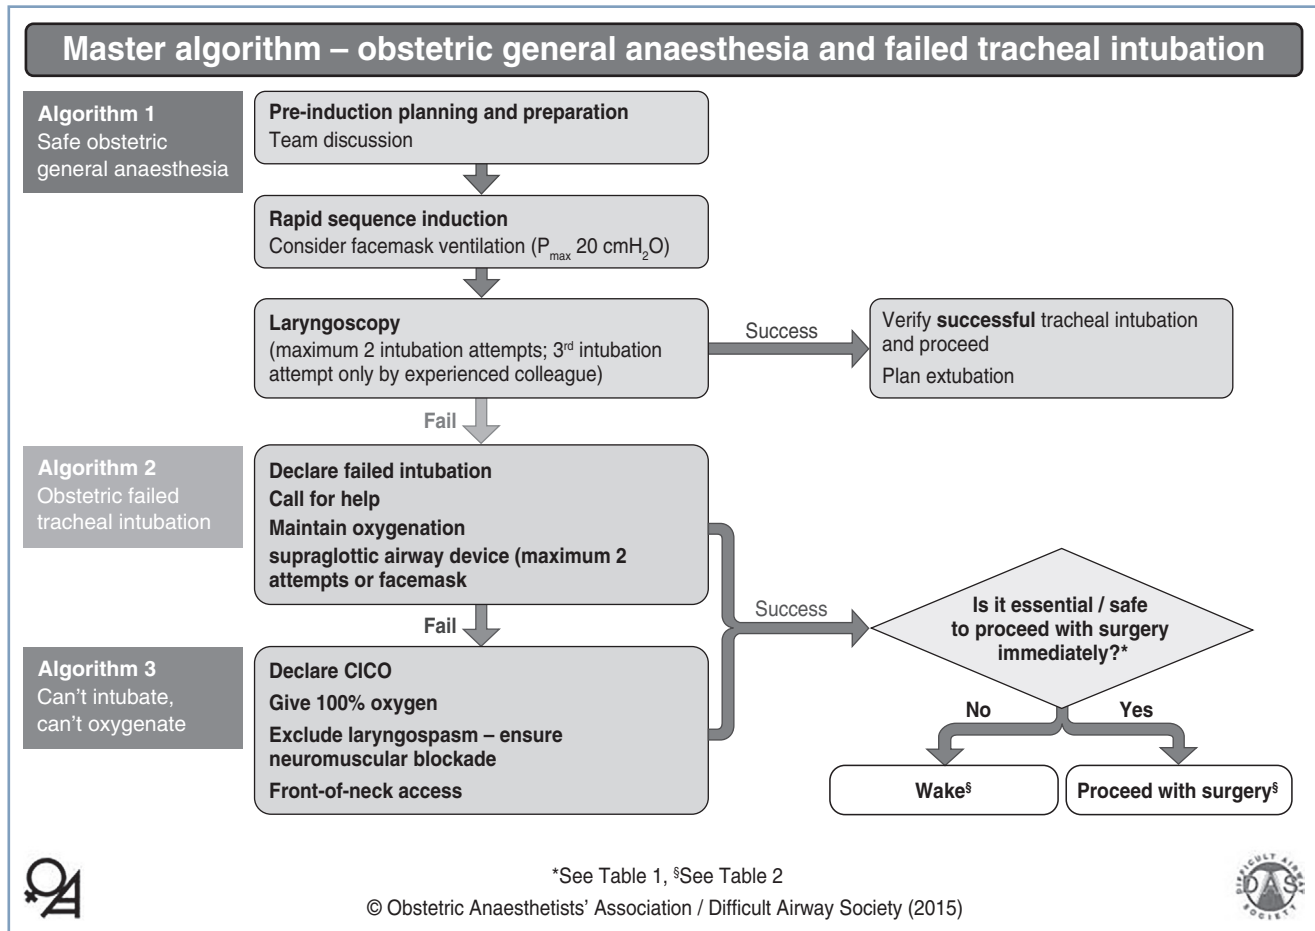 Master algorithm – obstetric general anaesthesia and failed tracheal intubation
Algorithm 1
Safe obstetric
general anaesthesia
Pre-induction planning and preparation
Team discussion
Rapid sequence induction
Consider facemask ventilation (Pmax 20 cmH2O)
Laryngoscopy
(maximum 2 intubation attempts; 3rd intubation
attempt only by experienced colleague)
Success
Verify successful tracheal intubation
and proceed
Plan extubation
Fail
Algorithm 2
Obstetric failed
tracheal intubation
Declare failed intubation
Call for help
Maintain oxygenation
supraglottic airway device (maximum 2
attempts or facemask
Success
Is it essential / safe
to proceed with surgery
immediately?*
Fail
Algorithm 3
Can't intubate,
can't oxygenate
Declare CICO
Give 100% oxygen
Exclude laryngospasm – ensure
neuromuscular blockade
Front-of-neck access
No
Yes
Wake§
Proceed with surgery§
*See Table 1, §See Table 2
© Obstetric Anaesthetists' Association / Difficult Airway Society (2015)
DIFFICULT AIRWAY
DAS
SOCIETY